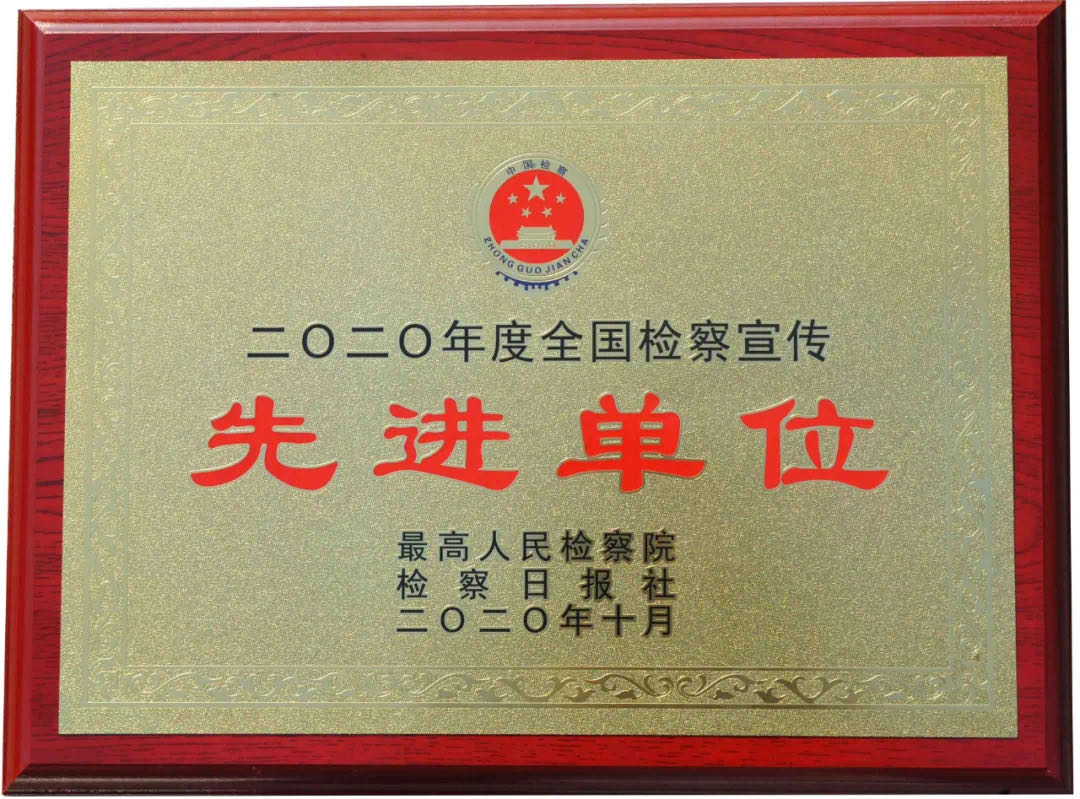 中国检察
ZHONG GUO JIAN CHA
二〇二〇年度全国检察宣传
先进单位
最高人民检察院
检察日报社
二〇二〇年十月